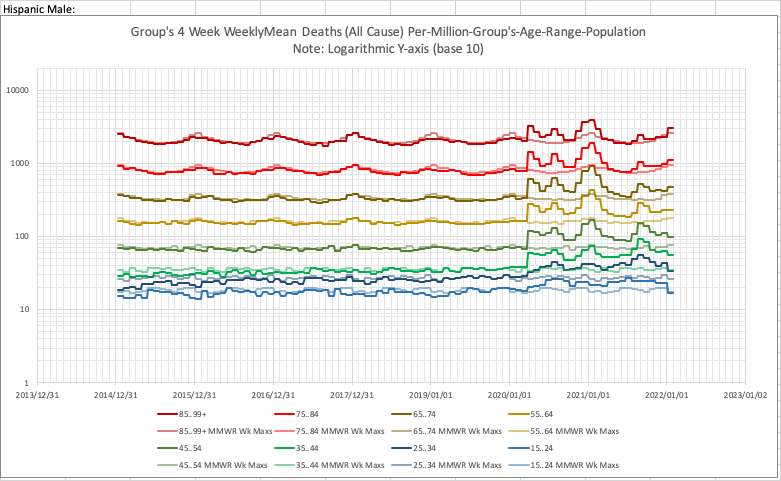 Hispanic Male:
Group's 4 Week WeeklyMean Deaths (All Cause) Per-Million-Group's-Age-Range-Population
Note: Logarithmic Y-axis (base 10)
10000
1000
100
10
1
2013/12/31 2014/12/31 2015/12/31 2016/12/31 2017/12/31 2019/01/01 2020/01/01 2021/01/01 2022/01/01 2023/01/02
85..99+ 75..84 65..74 55..64
85..99+ MMWR Wk Maxs 75..84 MMWR Wk Maxs 65..74 MMWR Wk Maxs 55..64 MMWR Wk Maxs
45..54 35..44 25..34 15..24
45..54 MMWR Wk Maxs 35..44 MMWR Wk Maxs 25..34 MMWR Wk Maxs 15..24 MMWR Wk Maxs